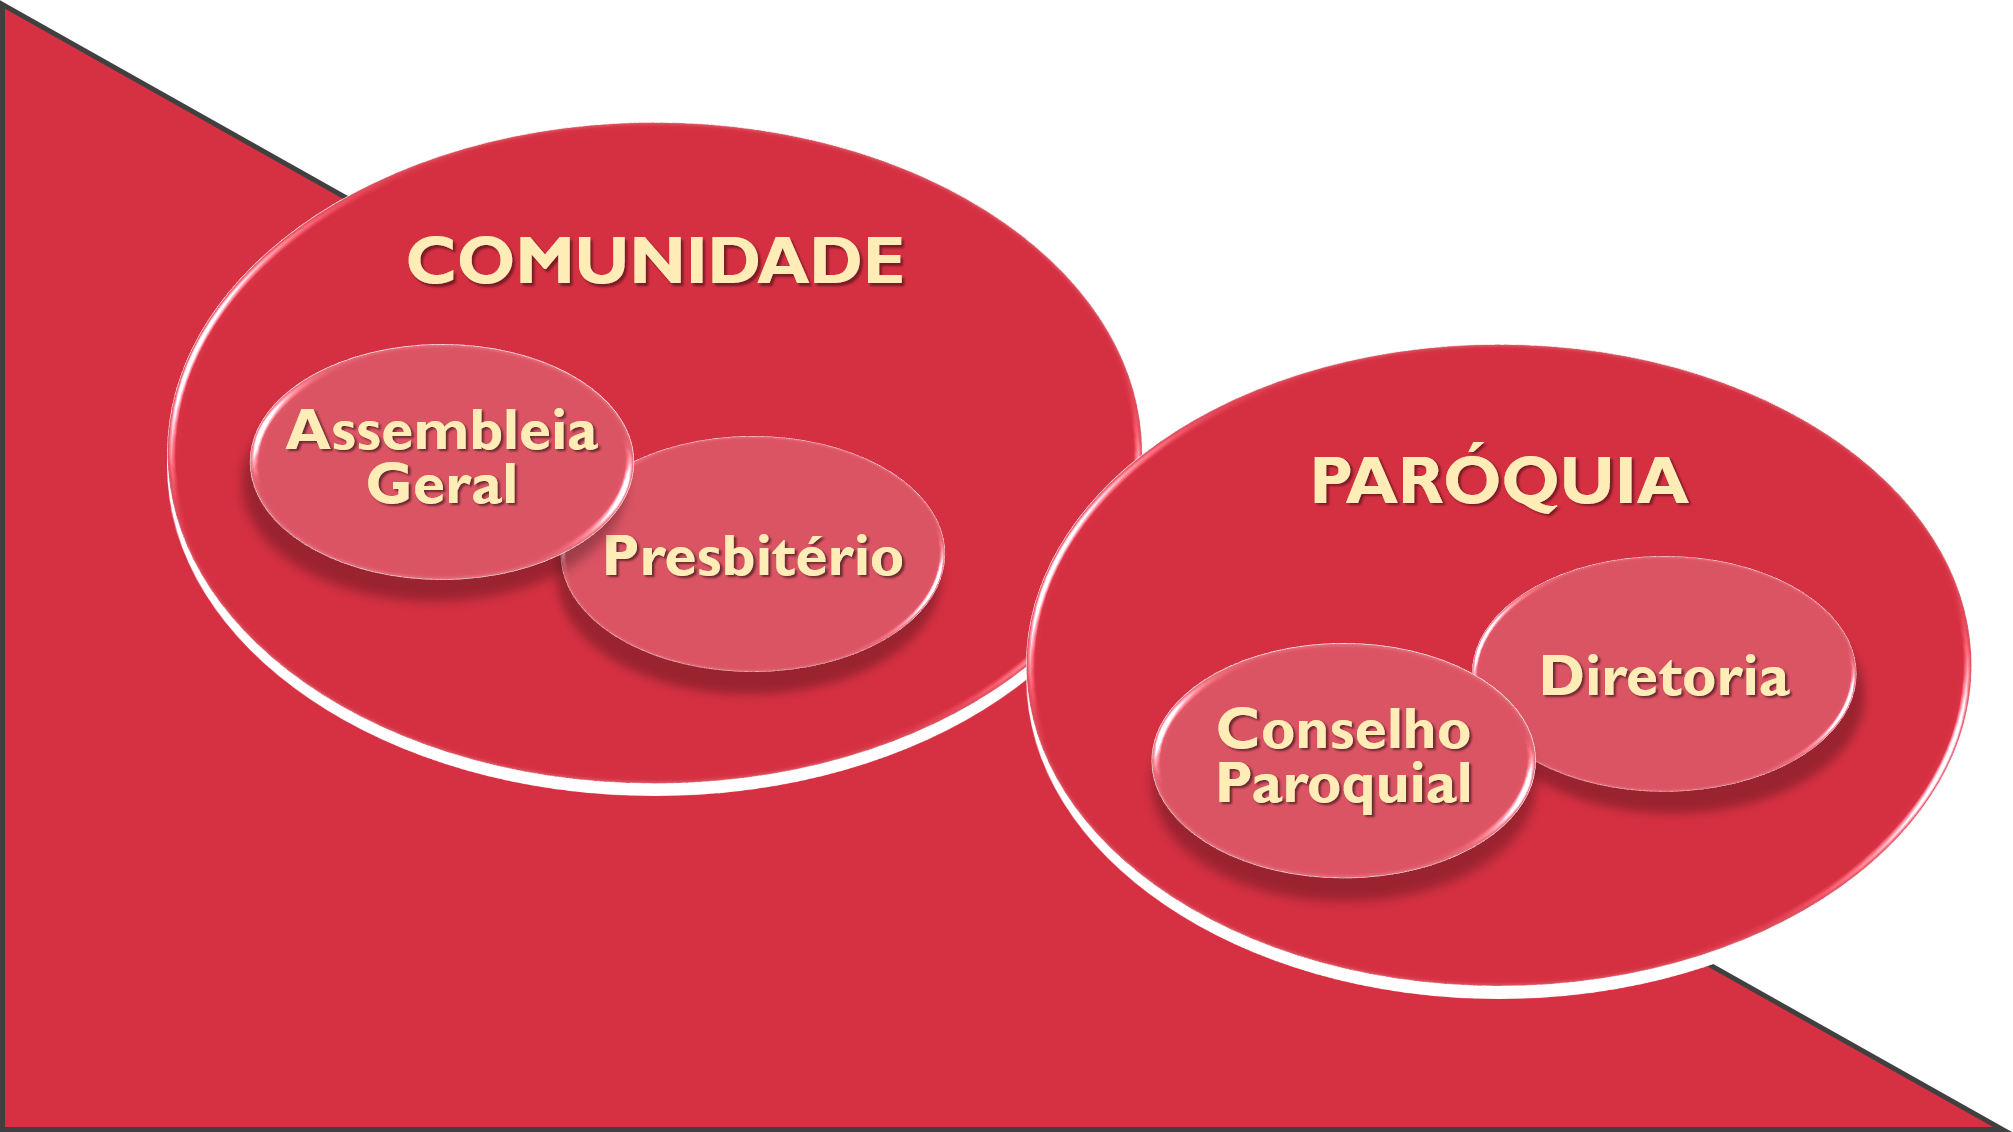 COMUNIDADE
Assembleia
Geral
Presbitério
PARÓQUIA
Diretoria
Conselho
Paroquial